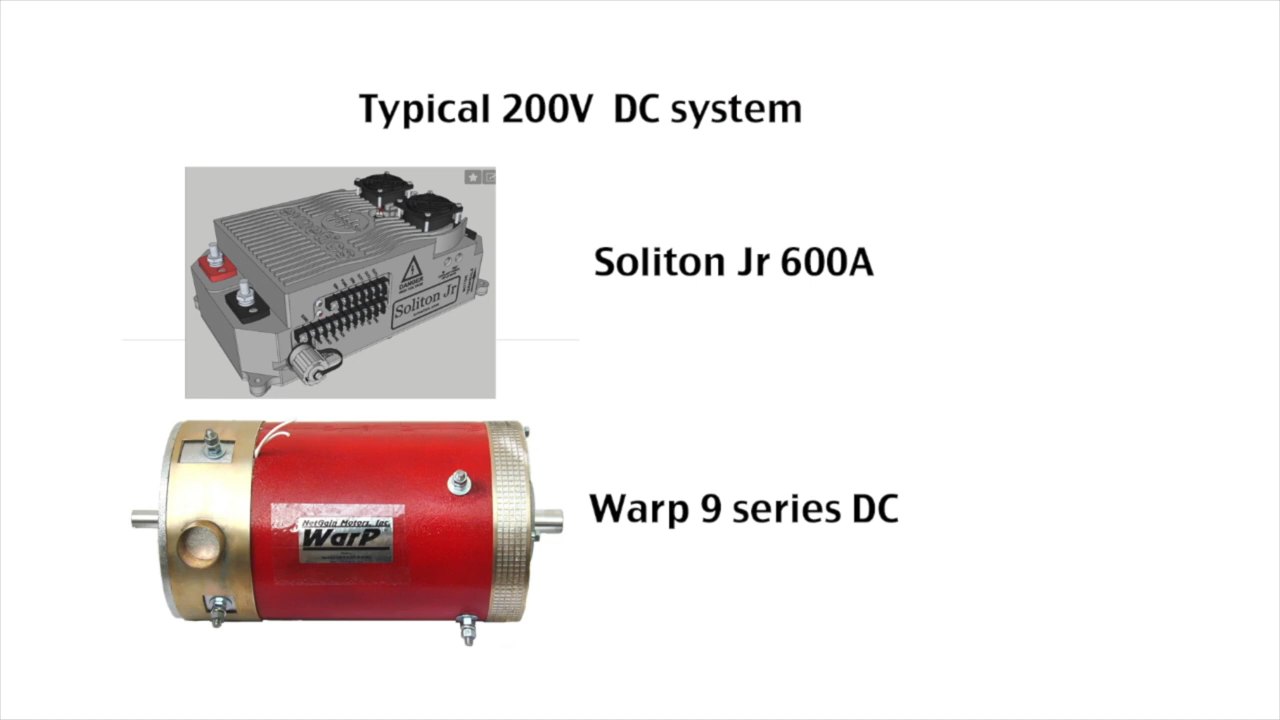 Typical 200V DC system
Soliton Jr 600A
DANGER
Soliton Jr
Warp 9 series DC
NetGain Motors, Inc.
WarP